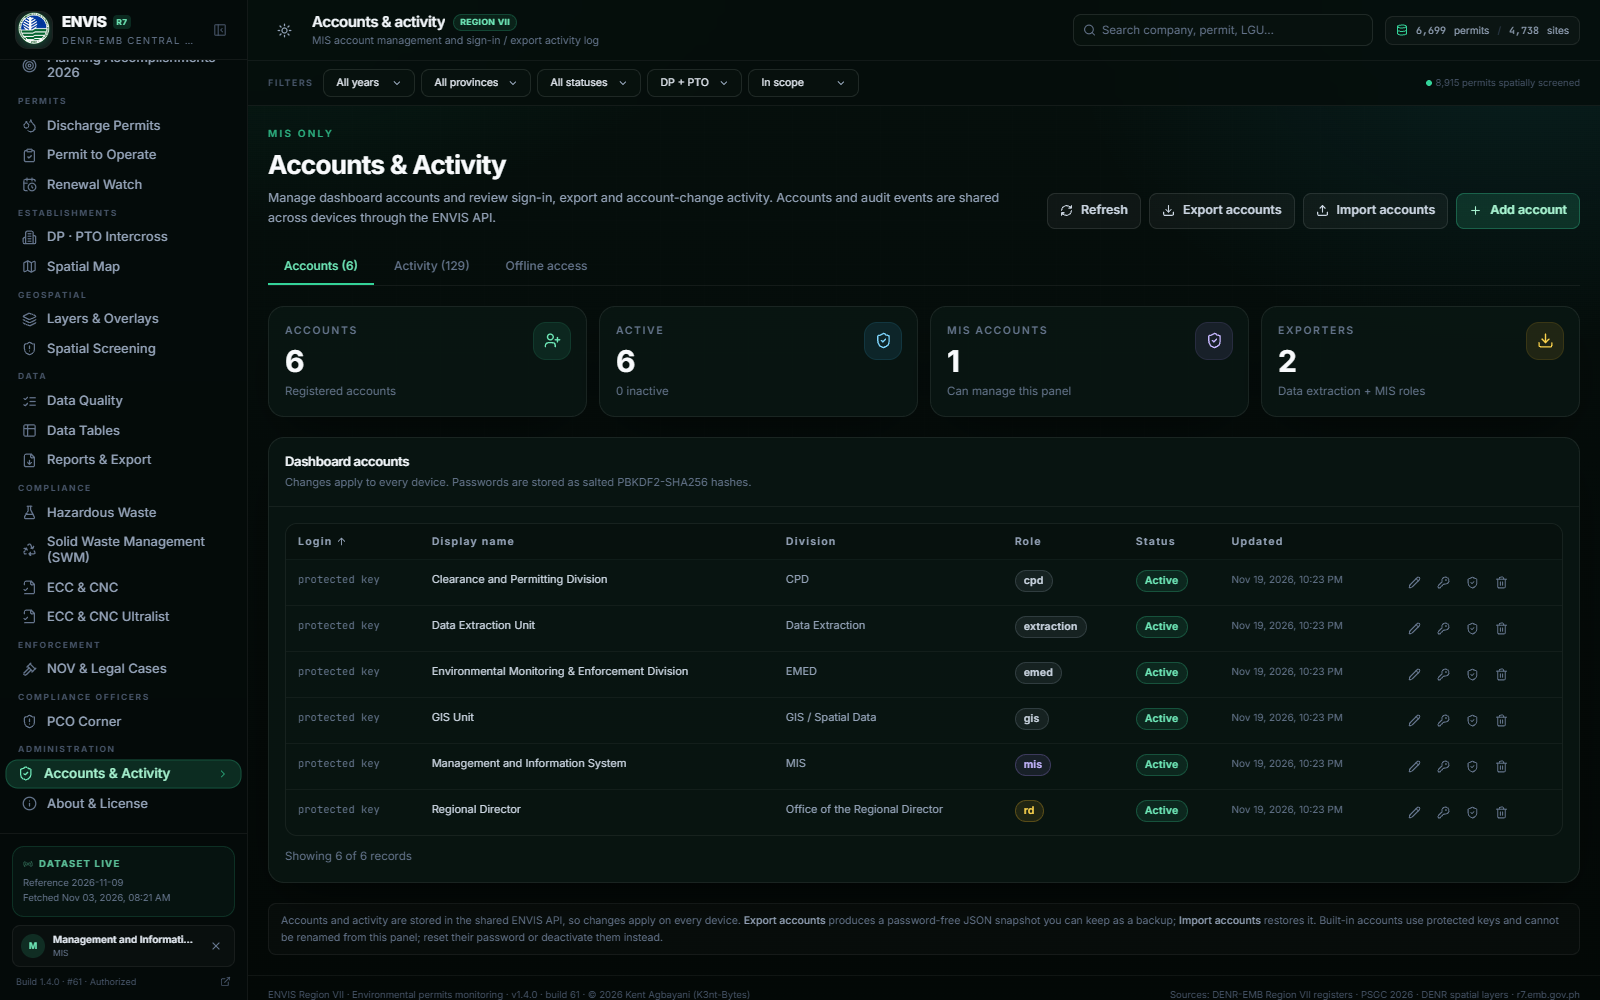 ENVIS R7
DENR-EMB CENTRAL ...
Planning Accomplishments
2026
PERMITS
Discharge Permits
Permit to Operate
Renewal Watch
ESTABLISHMENTS
DP · PTO Intercross
Spatial Map
GEOSPATIAL
Layers & Overlays
Spatial Screening
DATA
Data Quality
Data Tables
Reports & Export
COMPLIANCE
Hazardous Waste
Solid Waste Management
(SWM)
ECC & CNC
ECC & CNC Ultralist
ENFORCEMENT
NOV & Legal Cases
COMPLIANCE OFFICERS
PCO Corner
ADMINISTRATION
Accounts & Activity
About & License
DATASET LIVE
Reference 2026-11-09
Fetched Nov 03, 2026, 08:21 AM
M Management and Informati...
MIS
Build 1.4.0 · #61 · Authorized
Accounts & activity REGION VII
MIS account management and sign-in / export activity log
Search company, permit, LGU...
6,699 permits / 4,738 sites
FILTERS All years All provinces All statuses DP + PTO In scope
8,915 permits spatially screened
MIS ONLY
Accounts & Activity
Manage dashboard accounts and review sign-in, export and account-change activity. Accounts and audit events are shared
across devices through the ENVIS API.
Refresh Export accounts Import accounts Add account
Accounts (6) Activity (129) Offline access
ACCOUNTS
6
Registered accounts
ACTIVE
6
0 inactive
MIS ACCOUNTS
1
Can manage this panel
EXPORTERS
2
Data extraction + MIS roles
Dashboard accounts
Changes apply to every device. Passwords are stored as salted PBKDF2-SHA256 hashes.
Login ↑ Display name Division Role Status Updated
protected key Clearance and Permitting Division CPD cpd Active Nov 19, 2026, 10:23 PM
protected key Data Extraction Unit Data Extraction extraction Active Nov 19, 2026, 10:23 PM
protected key Environmental Monitoring & Enforcement Division EMED emed Active Nov 19, 2026, 10:23 PM
protected key GIS Unit GIS / Spatial Data gis Active Nov 19, 2026, 10:23 PM
protected key Management and Information System MIS mis Active Nov 19, 2026, 10:23 PM
protected key Regional Director Office of the Regional Director rd Active Nov 19, 2026, 10:23 PM
Showing 6 of 6 records
Accounts and activity are stored in the shared ENVIS API, so changes apply on every device. Export accounts produces a password-free JSON snapshot you can keep as a backup; Import accounts restores it. Built-in accounts use protected keys and cannot
be renamed from this panel; reset their password or deactivate them instead.
ENVIS Region VII · Environmental permits monitoring · v1.4.0 · build 61 · © 2026 Kent Agbayani (K3nt-Bytes)
Sources: DENR-EMB Region VII registers · PSGC 2026 · DENR spatial layers · r7.emb.gov.ph